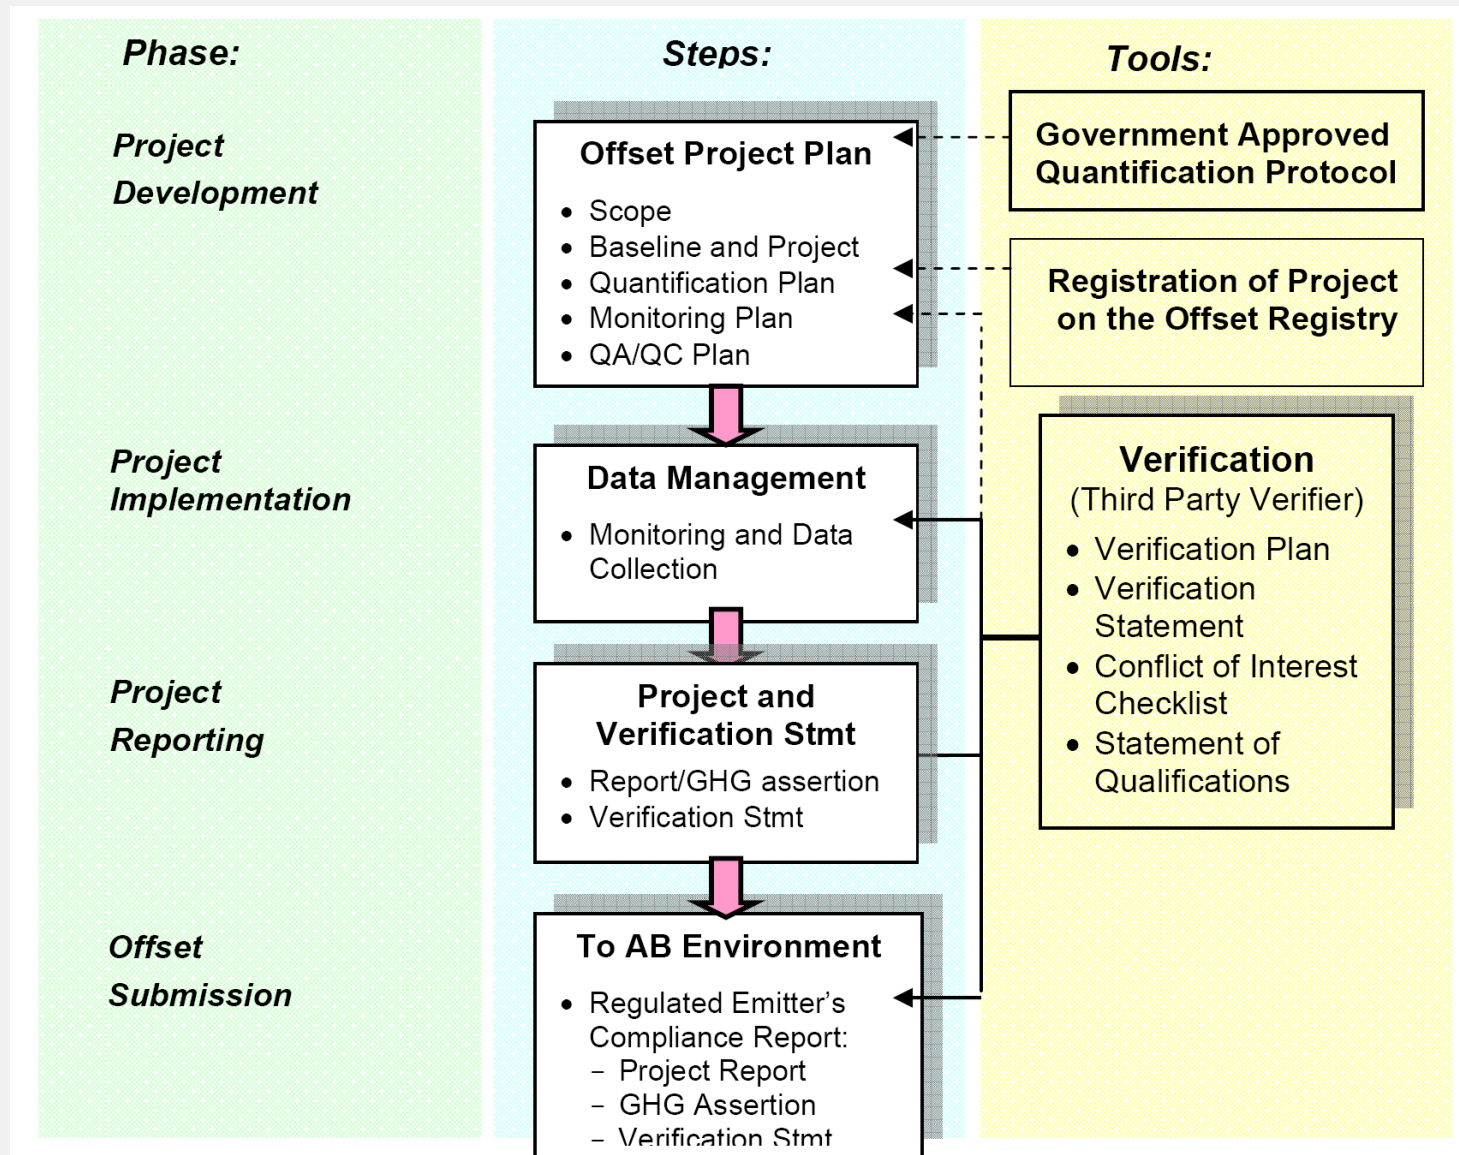 Phase:
Steps:
Tools:
Project
Development
Offset Project Plan
• Scope
• Baseline and Project
• Quantification Plan
• Monitoring Plan
• QA/QC Plan
Government Approved
Quantification Protocol
Registration of Project
on the Offset Registry
Project
Implementation
Data Management
• Monitoring and Data
Collection
Verification
(Third Party Verifier)
• Verification Plan
• Verification
Statement
• Conflict of Interest
Checklist
• Statement of
Qualifications
Project
Reporting
Project and
Verification Stmt
• Report/GHG assertion
• Verification Stmt
Offset
Submission
To AB Environment
• Regulated Emitter's
Compliance Report:
– Project Report
– GHG Assertion
– Verification Stmt